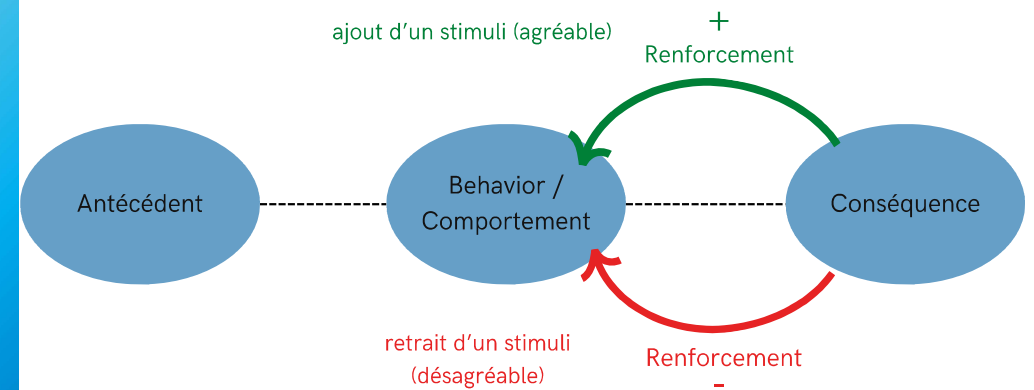 ajout d'un stimuli (agréable)
+
Renforcement
Antécédent
Behavior /
Comportement
Conséquence
retrait d'un stimuli
(désagréable)
Renforcement
-